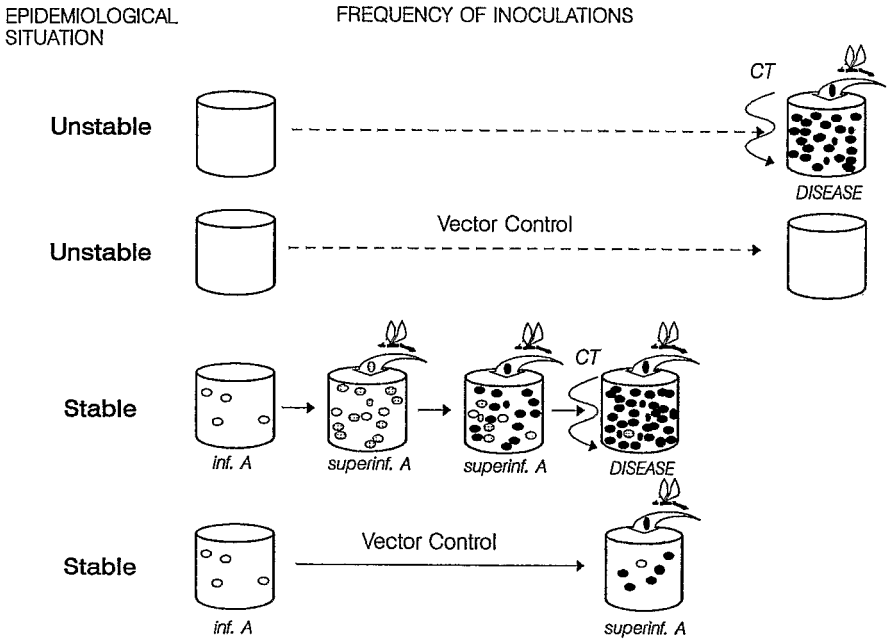 EPIDEMIOLOGICAL
SITUATION
FREQUENCY OF INOCULATIONS
CT
Unstable
DISEASE
Vector Control
Unstable
CT
Stable
inf. A
superinf. A
superinf. A
DISEASE
Vector Control
Stable
inf. A
superinf. A